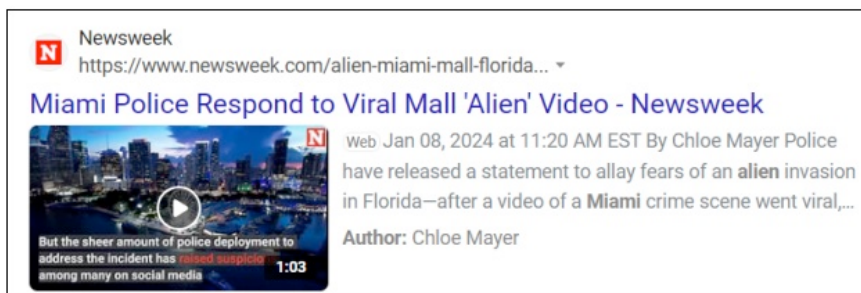 N
Newsweek
https://www.newsweek.com/alien-miami-mall-florida...
Miami Police Respond to Viral Mall 'Alien' Video - Newsweek
N
But the sheer amount of police deployment to
address the incident has raised suspicio
among many on social media
1:03
Web Jan 08, 2024 at 11:20 AM EST By Chloe Mayer Police
have released a statement to allay fears of an alien invasion
in Florida—after a video of a Miami crime scene went viral,...
Author: Chloe Mayer